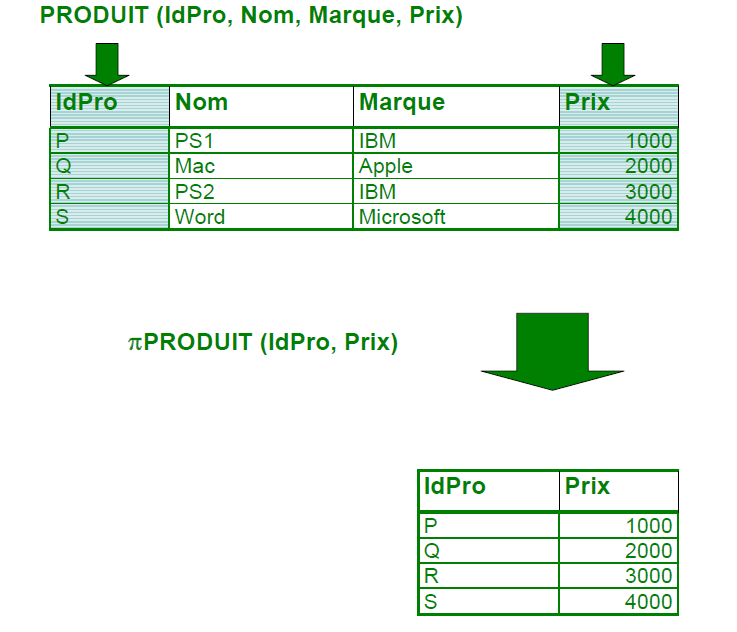 PRODUIT (IdPro, Nom, Marque, Prix)
IdPro Nom Marque Prix
P PS1 IBM 1000
Q Mac Apple 2000
R PS2 IBM 3000
S Word Microsoft 4000
πPRODUIT (IdPro, Prix)
IdPro Prix
P 1000
Q 2000
R 3000
S 4000